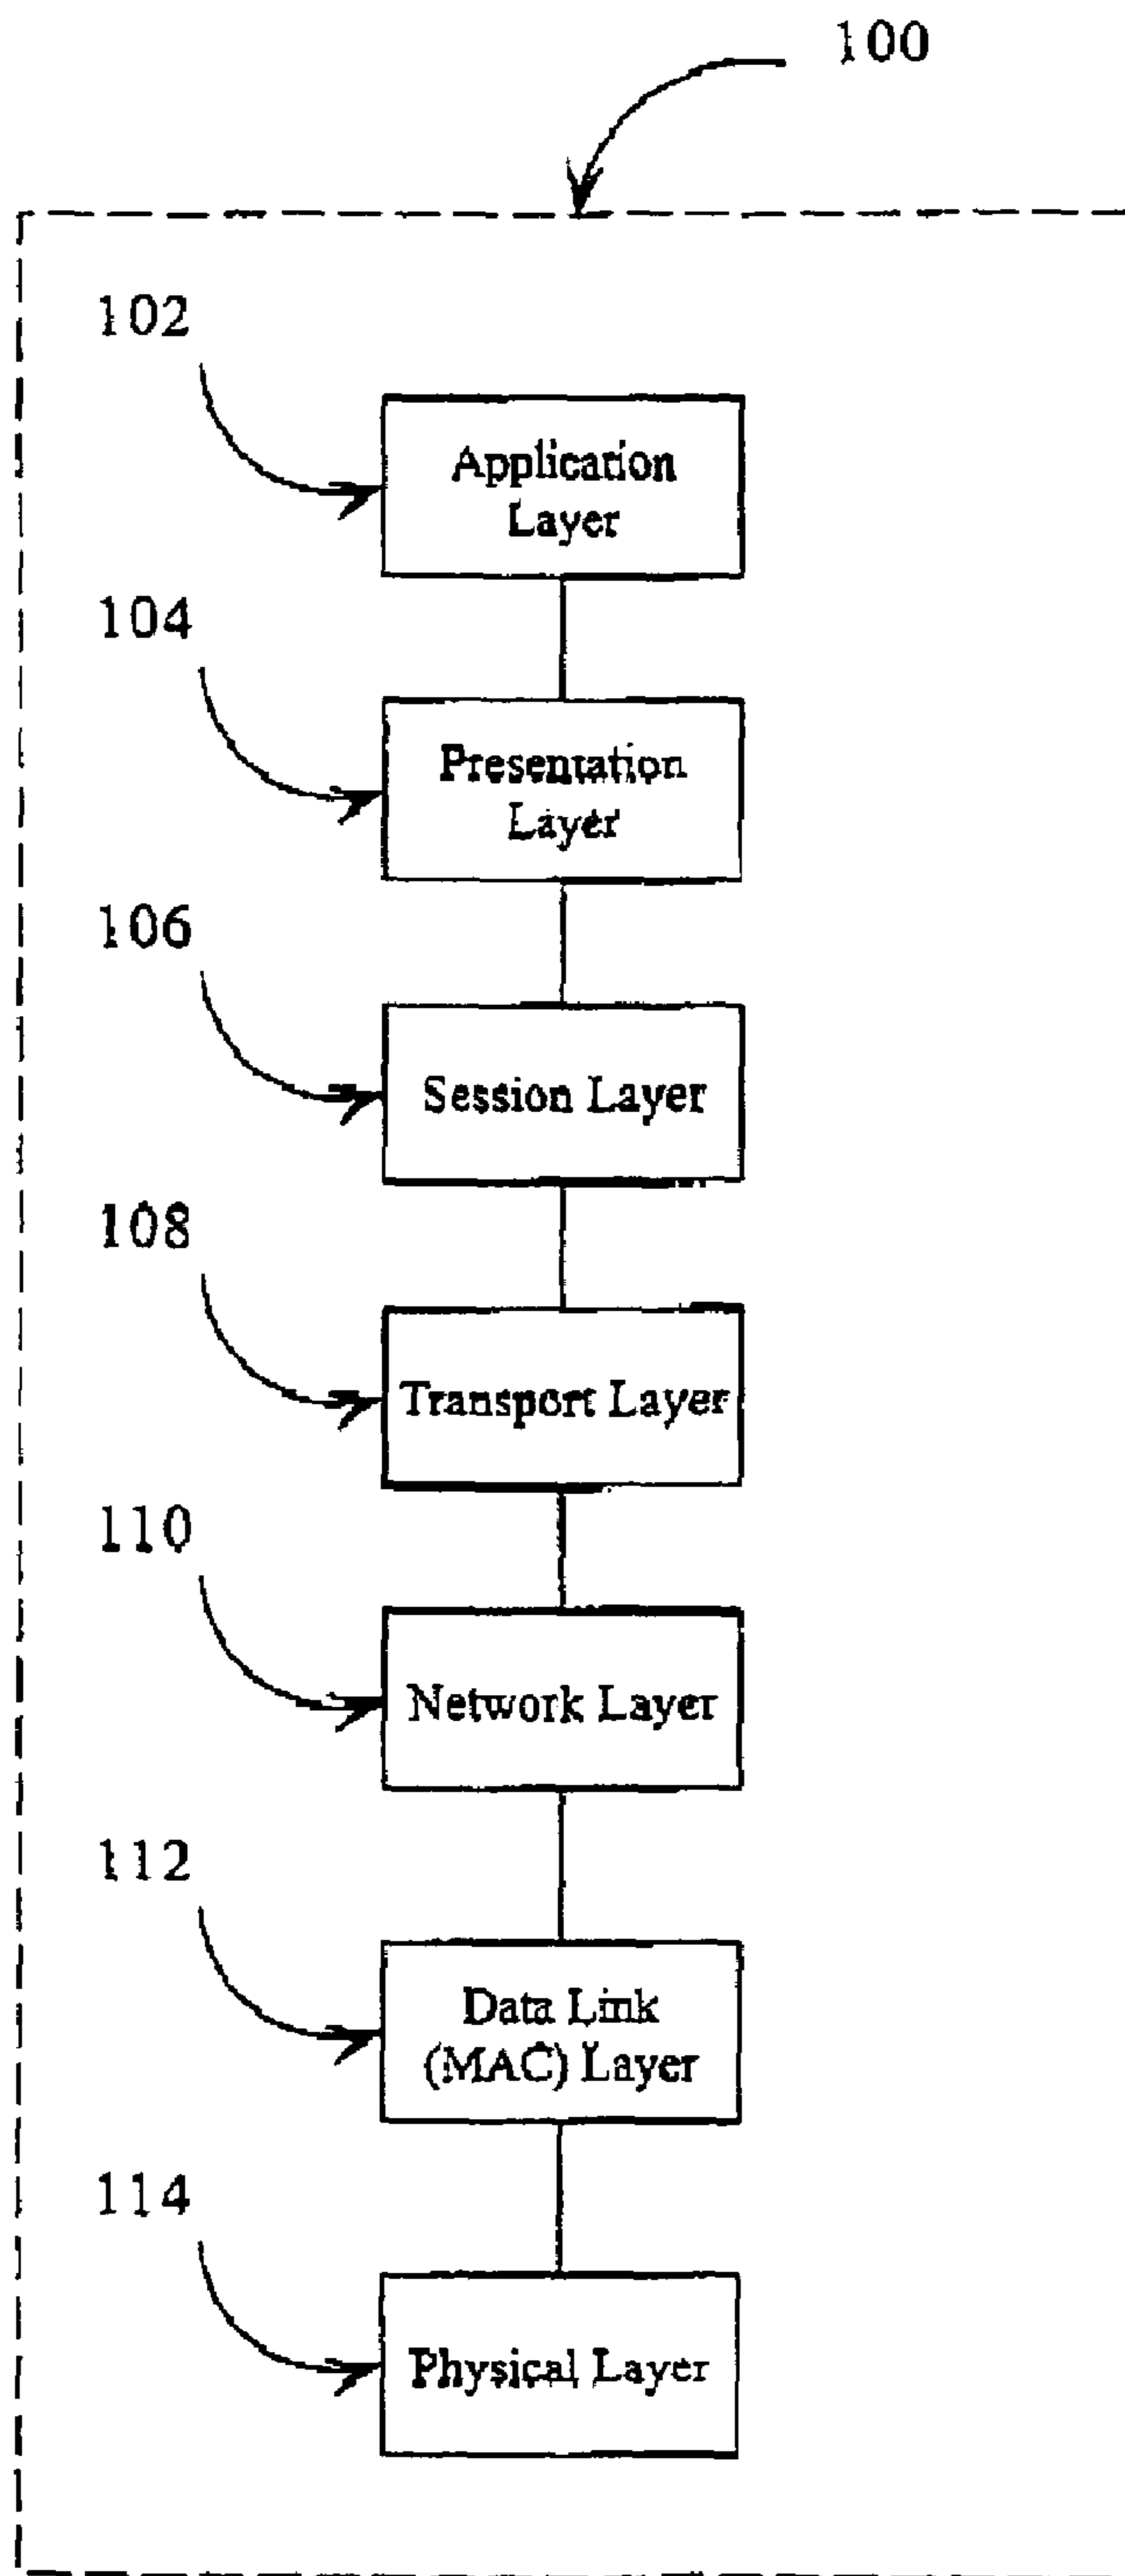 100
102
Application
Layer
104
Presentation
Layer
106
Session Layer
108
Transport Layer
110
Network Layer
112
Data Link
(MAC) Layer
114
Physical Layer